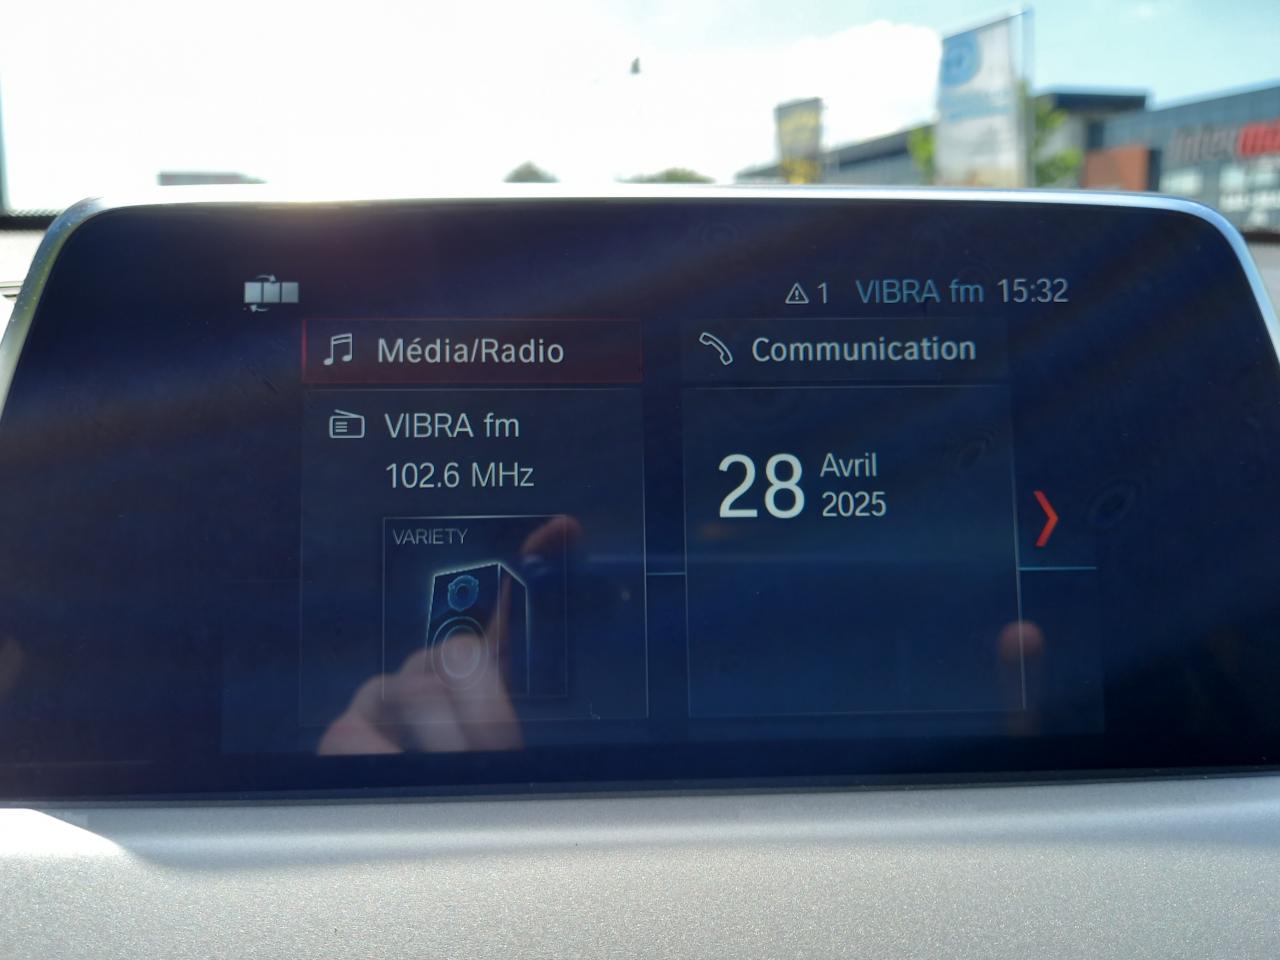 1 VIBRA fm 15:32
Média/Radio
VIBRA fm
102.6 MHz
VARIETY
Communication
28 Avril
2025